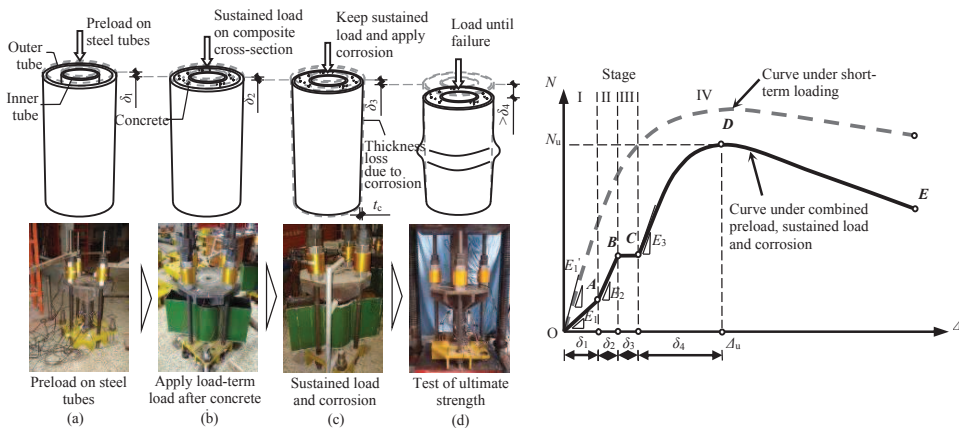 Preload on
steel tubes
Outer
tube
Inner
tube
δ1
Sustained load
on composite
cross-section
Concrete
δ2
Keep sustained
load and apply
corrosion
δ3
Thickness
loss due to
corrosion
tc
Load until
failure
>δ4
Preload on steel
tubes
(a)
Apply load-term
load after concrete
(b)
Sustained load
and corrosion
(c)
Test of ultimate
strength
(d)
N
Stage
I II III IV
Curve under short-
term loading
Nu
D
E
Curve under combined
preload, sustained load
and corrosion
B C
E3
E1'
A
E2
E1
O
Δu
Δ
δ1 δ2 δ3 δ4